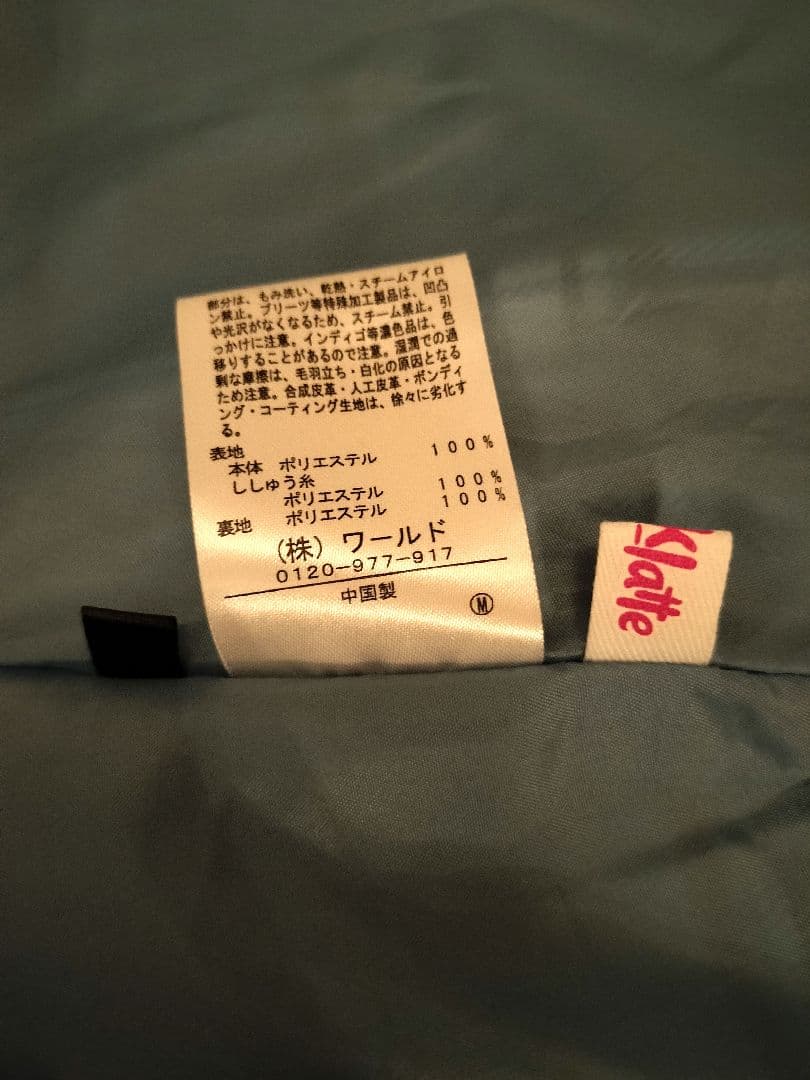 部分は、もみ洗い、乾熱・スチームアイロ
ン禁止。プリーツ等特殊加工製品は、凹凸
や光沢がなくなるため、スチーム禁止。引
っかけに注意。インディゴ等濃色品は、色
移りすることがあるので注意。湿潤での過
剰な摩擦は、毛羽立ち・白化の原因となる
ため注意。合成皮革・人工皮革・ボンディ
ング・コーティング生地は、徐々に劣化す
る。
表地
本体 ポリエステル 100%
ししゅう糸
ポリエステル 100%
裏地 ポリエステル 100%
(株) ワールド
0120-977-917
中国製
M
Klatte